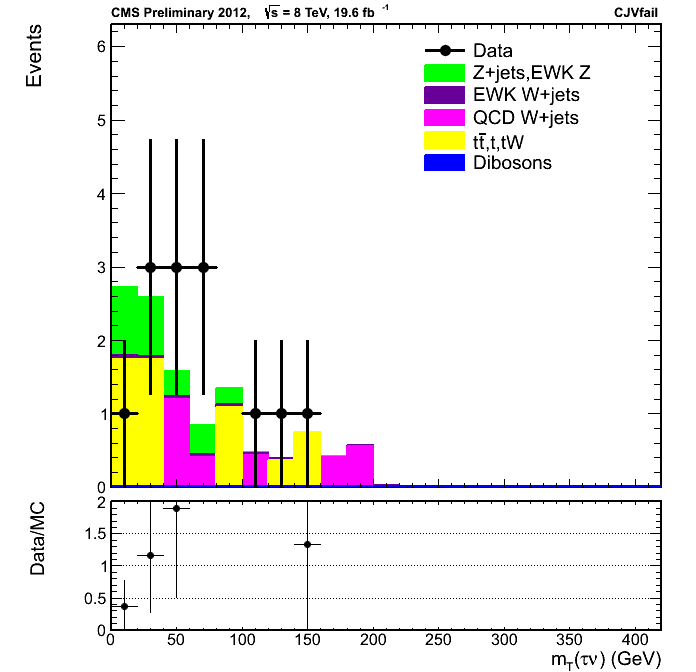 CMS Preliminary 2012, √s = 8 TeV, 19.6 fb⁻¹ CJVfail
Events
6
5
4
3
2
1
0
Data
Z+jets,EWK Z
EWK W+jets
QCD W+jets
tt̄,t,tW
Dibosons
Data/MC
2
1.5
1
0.5
0
0 50 100 150 200 250 300 350 400
m_T(τν) (GeV)